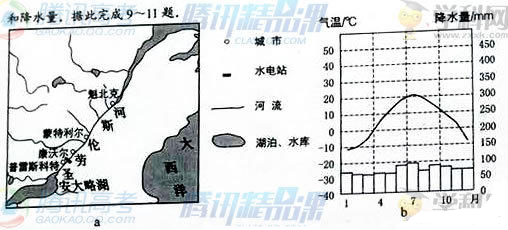 和降水量，据此完成9～11题．
城市
水电站
河流
湖泊、水库
魁北克
河
斯
蒙特利尔
伦
康沃尔
劳
普雷斯科特
圣
安大略湖
大
西
洋
a
气温/℃
降水量/mm
50
40
30
20
10
0
-10
-20
-30
-40
450
400
350
300
250
200
150
100
50
0
1 4 7 10 月
b
腾讯高考
GAOKAO.QQ.COM